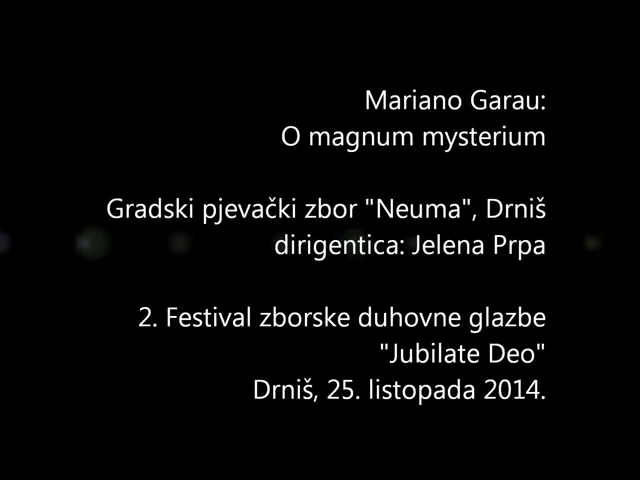 Mariano Garau:
O magnum mysterium
Gradski pjevački zbor "Neuma", Drniš
dirigentica: Jelena Prpa
2. Festival zborske duhovne glazbe
"Jubilate Deo"
Drniš, 25. listopada 2014.